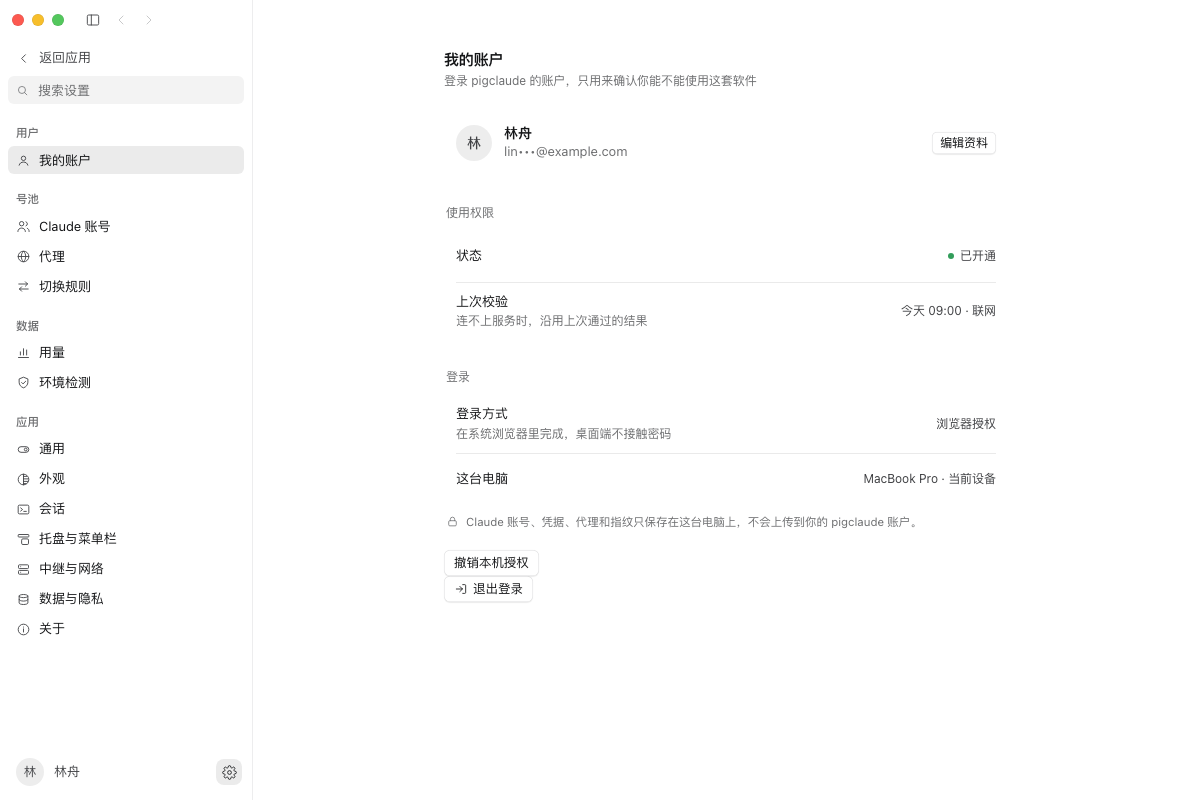 返回应用
搜索设置
用户
我的账户
号池
Claude 账号
代理
切换规则
数据
用量
环境检测
应用
通用
外观
会话
托盘与菜单栏
中继与网络
数据与隐私
关于
林 林舟
我的账户
登录 pigclaude 的账户，只用来确认你能不能使用这套软件
林 林舟
lin•••@example.com
编辑资料
使用权限
状态 已开通
上次校验
连不上服务时，沿用上次通过的结果
今天 09:00 · 联网
登录
登录方式
在系统浏览器里完成，桌面端不接触密码
浏览器授权
这台电脑 MacBook Pro · 当前设备
Claude 账号、凭据、代理和指纹只保存在这台电脑上，不会上传到你的 pigclaude 账户。
撤销本机授权
退出登录